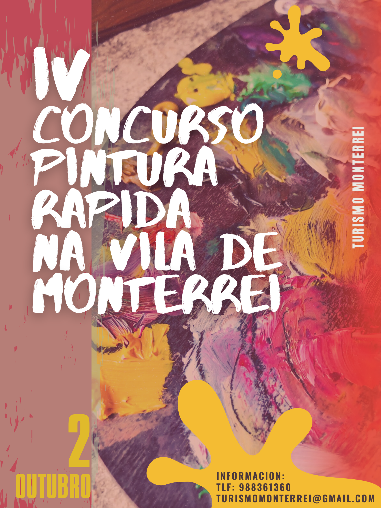 IV
CONCURSO
PINTURA
RAPIDA
NA VILA DE
MONTERREI
TURISMO MONTERREI
2
OUTUBRO
INFORMACION:
TLF: 988361360
TURISMOMONTERREI@GMAIL.COM